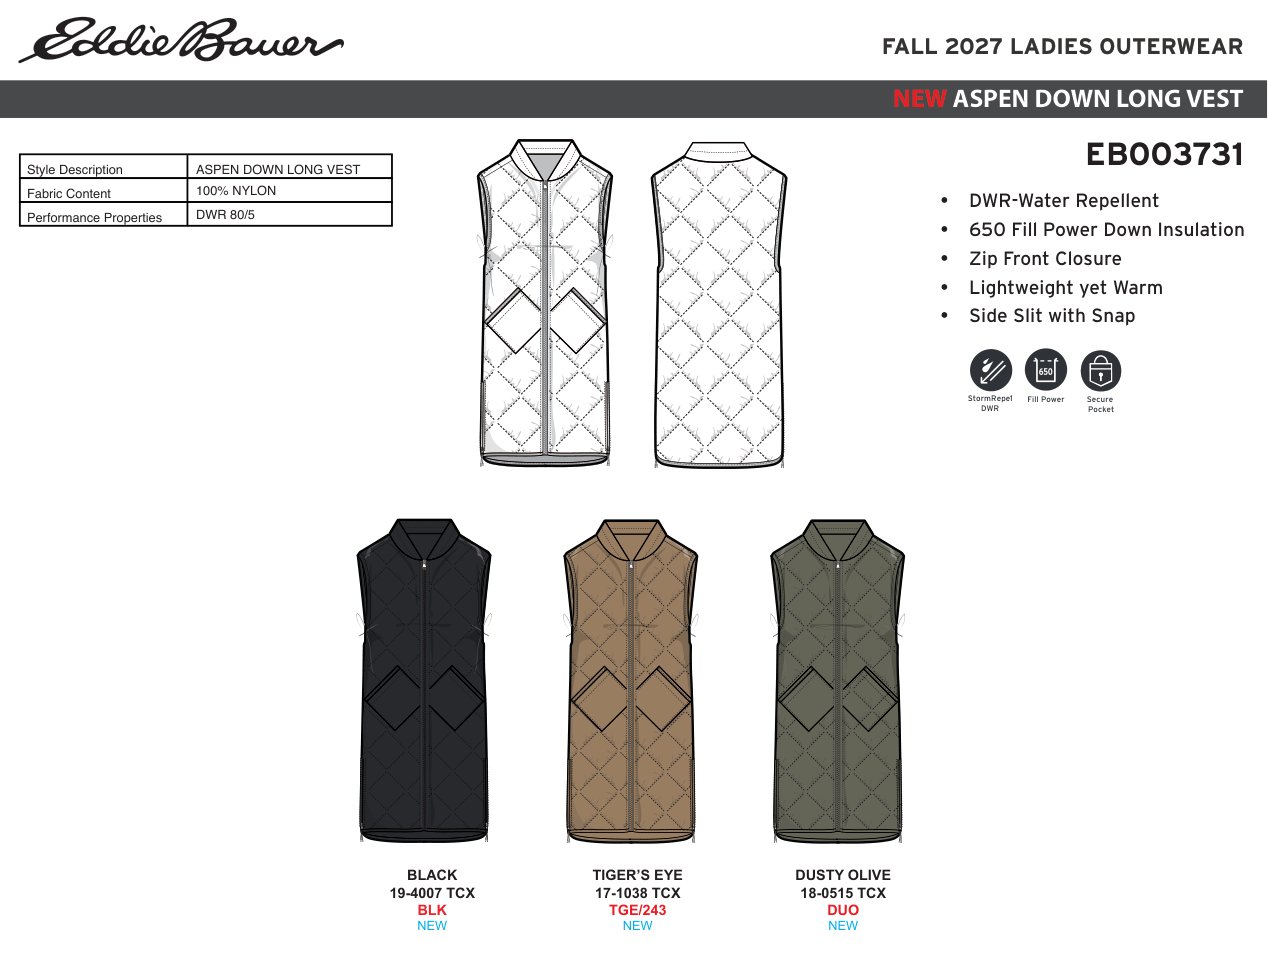 Eddie Bauer
FALL 2027 LADIES OUTERWEAR
NEW ASPEN DOWN LONG VEST
Style Description ASPEN DOWN LONG VEST
Fabric Content 100% NYLON
Performance Properties DWR 80/5
EB003731
• DWR-Water Repellent
• 650 Fill Power Down Insulation
• Zip Front Closure
• Lightweight yet Warm
• Side Slit with Snap
650
StormRepel Fill Power Secure
DWR Pocket
BLACK TIGER'S EYE DUSTY OLIVE
19-4007 TCX 17-1038 TCX 18-0515 TCX
BLK TGE/243 DUO
NEW NEW NEW